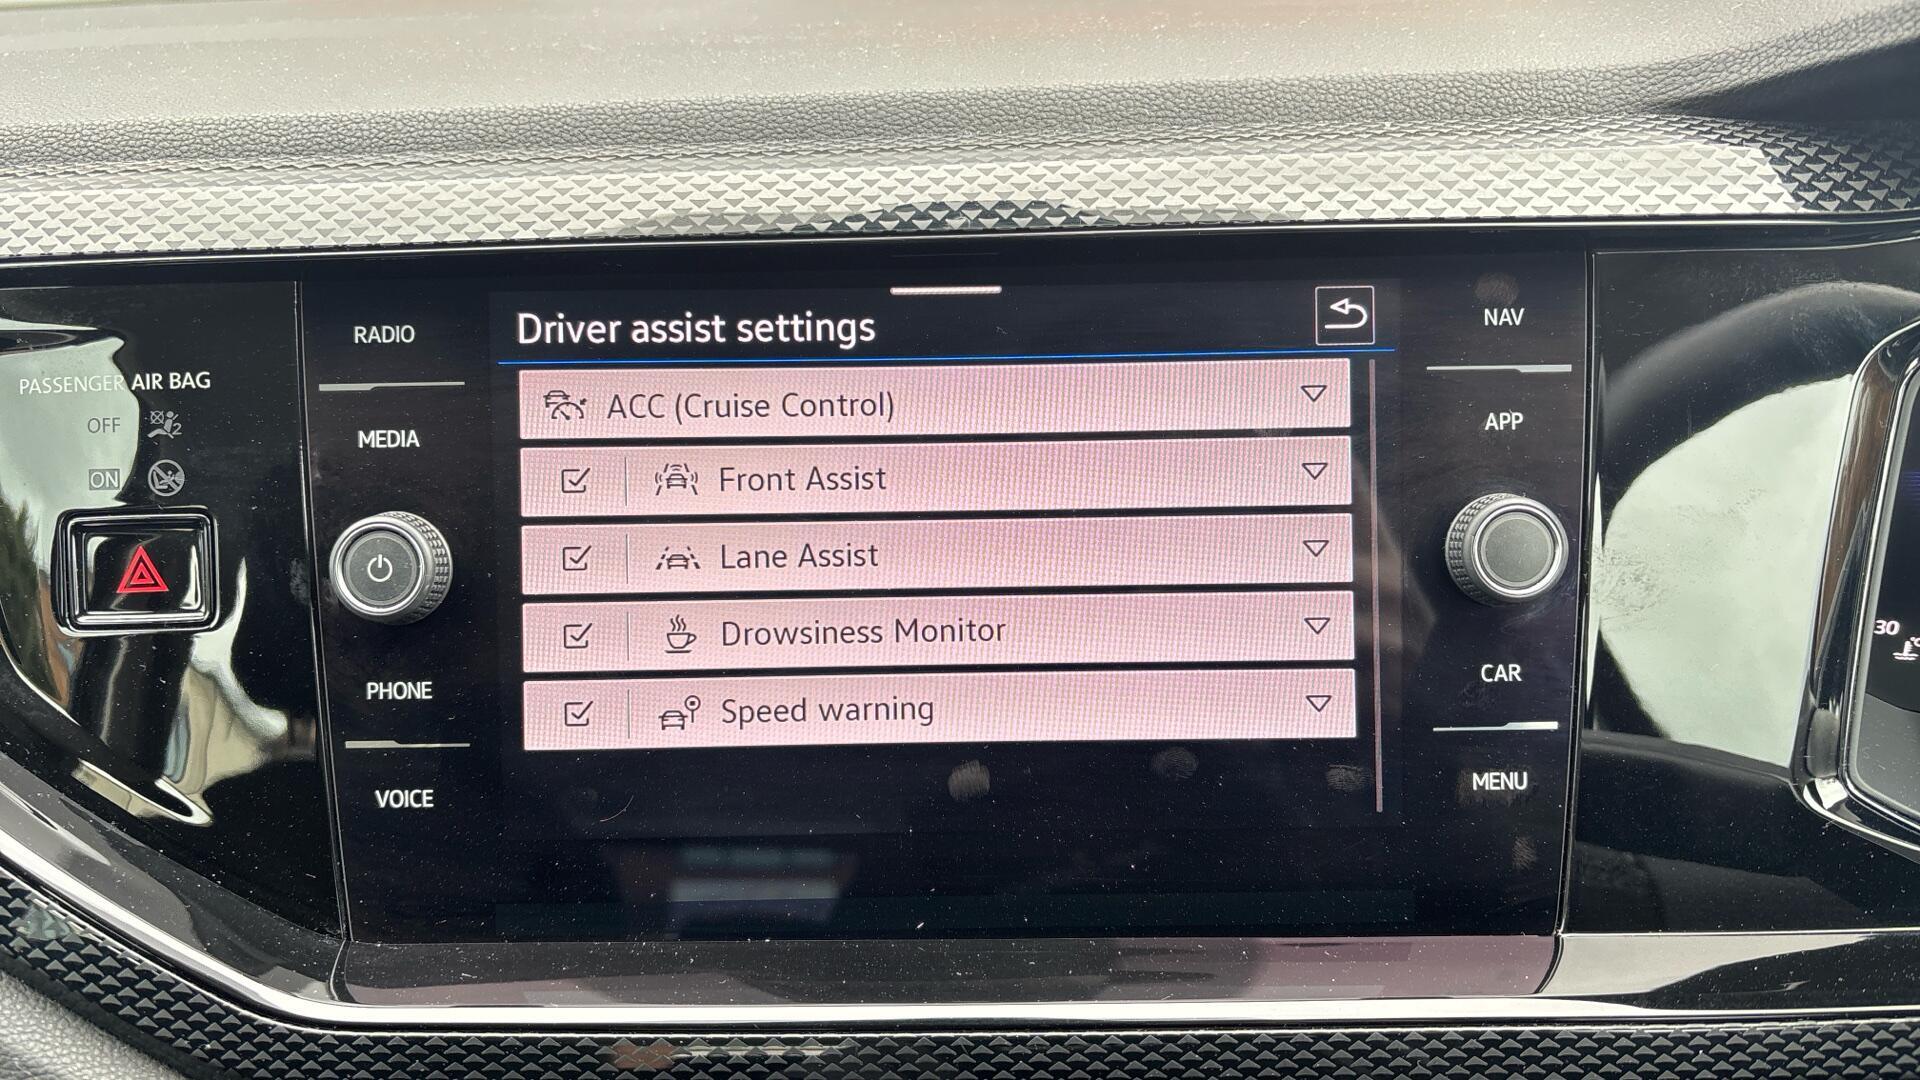 PASSENGER AIR BAG
OFF
ON
RADIO
MEDIA
PHONE
VOICE
Driver assist settings
ACC (Cruise Control)
Front Assist
Lane Assist
Drowsiness Monitor
Speed warning
NAV
APP
CAR
MENU
30